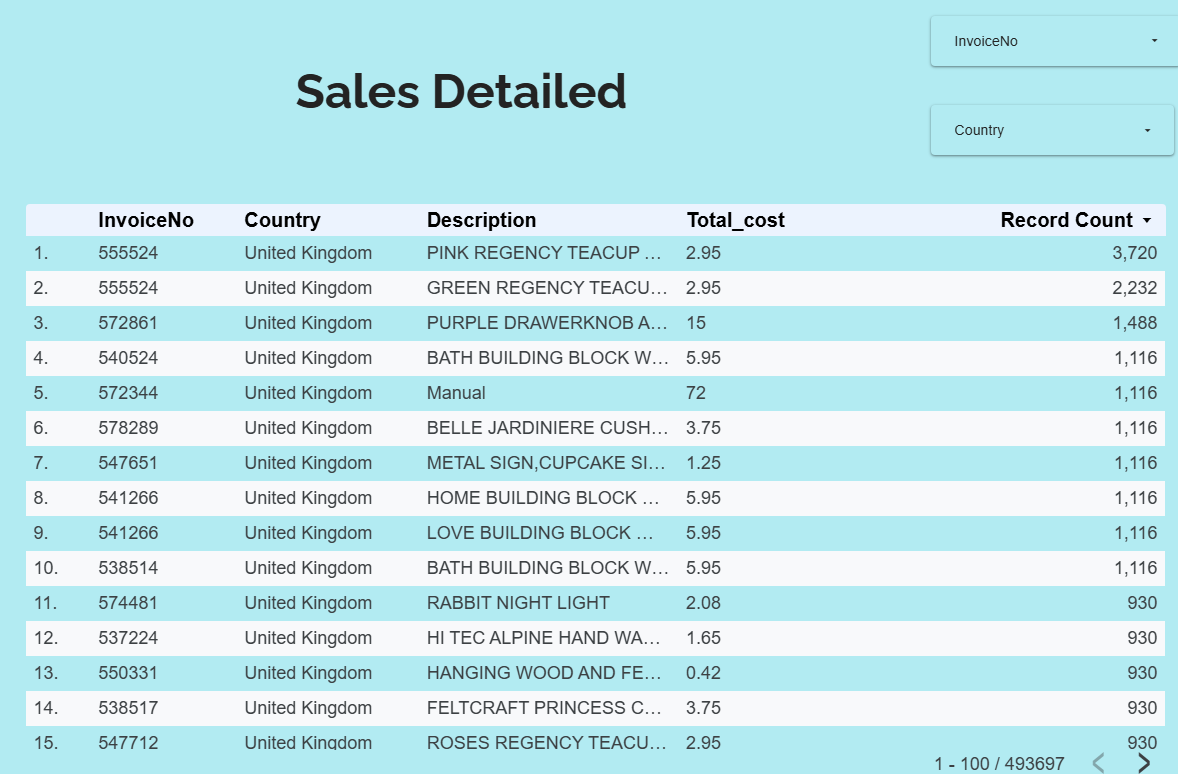 InvoiceNo
Sales Detailed
Country
InvoiceNo Country Description Total_cost Record Count
1. 555524 United Kingdom PINK REGENCY TEACUP … 2.95 3,720
2. 555524 United Kingdom GREEN REGENCY TEACU… 2.95 2,232
3. 572861 United Kingdom PURPLE DRAWERKNOB A… 15 1,488
4. 540524 United Kingdom BATH BUILDING BLOCK W… 5.95 1,116
5. 572344 United Kingdom Manual 72 1,116
6. 578289 United Kingdom BELLE JARDINIERE CUSH… 3.75 1,116
7. 547651 United Kingdom METAL SIGN,CUPCAKE SI… 1.25 1,116
8. 541266 United Kingdom HOME BUILDING BLOCK … 5.95 1,116
9. 541266 United Kingdom LOVE BUILDING BLOCK … 5.95 1,116
10. 538514 United Kingdom BATH BUILDING BLOCK W… 5.95 1,116
11. 574481 United Kingdom RABBIT NIGHT LIGHT 2.08 930
12. 537224 United Kingdom HI TEC ALPINE HAND WA… 1.65 930
13. 550331 United Kingdom HANGING WOOD AND FE… 0.42 930
14. 538517 United Kingdom FELTCRAFT PRINCESS C… 3.75 930
15. 547712 United Kingdom ROSES REGENCY TEACU… 2.95 930
1 - 100 / 493697